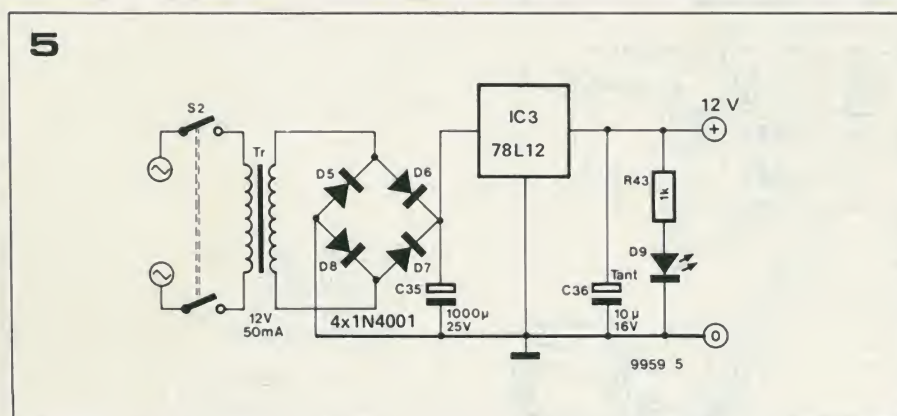 5
S2
Tr
12V
50mA
D5
D6
D8
D7
4x1N4001
C35
1000µ
25V
IC3
78L12
12 V
+
R43
1k
D9
Tant
C36
10µ
16V
0
9959 5